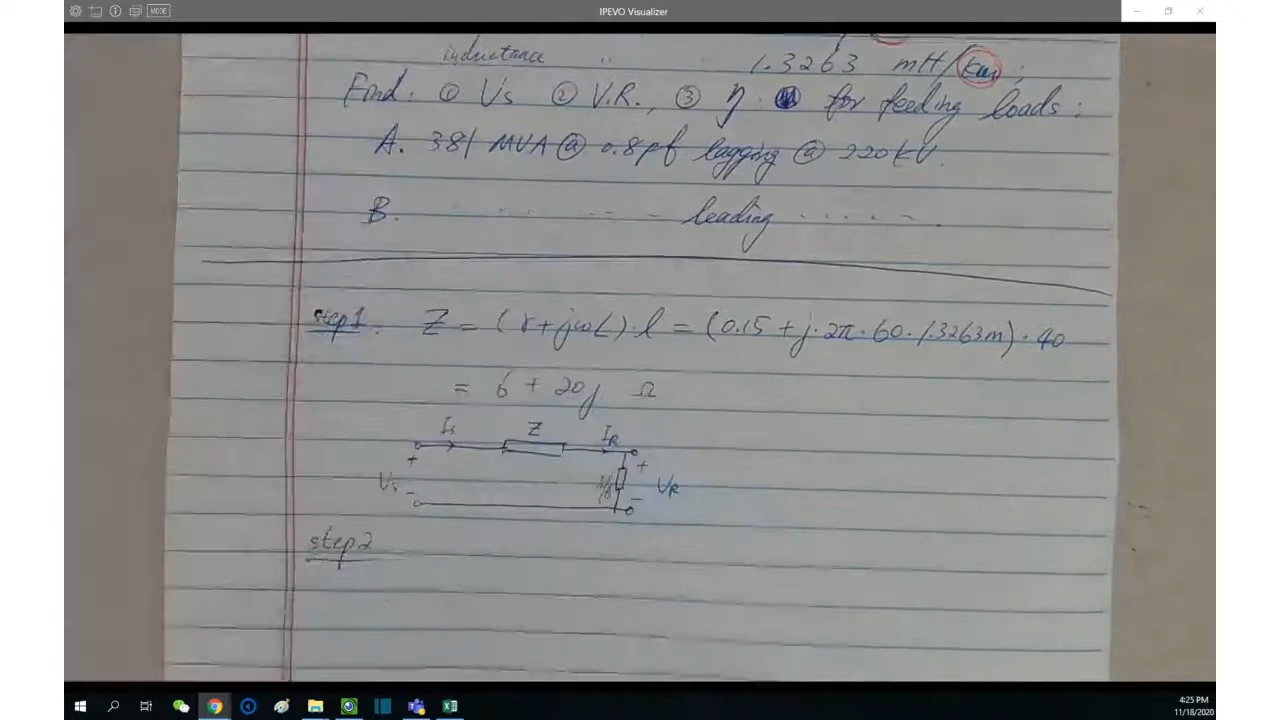 IPEVO Visualizer
MODE
inductance " " 1.3263 mH/km ;
Find : ① Vs ② V.R., ③ η for feeding loads :
A. 381 MVA @ 0.8 pf lagging @ 220 kV.
B. . . . . - - - leading . . . . . -
step 1 : Z = (r + jωL) · l = (0.15 + j · 2π · 60 · 1.3263m) · 40
= 6 + 20j Ω
Is Z IR
+ +
Vs VR
- -
step 2
4:25 PM
11/18/2020